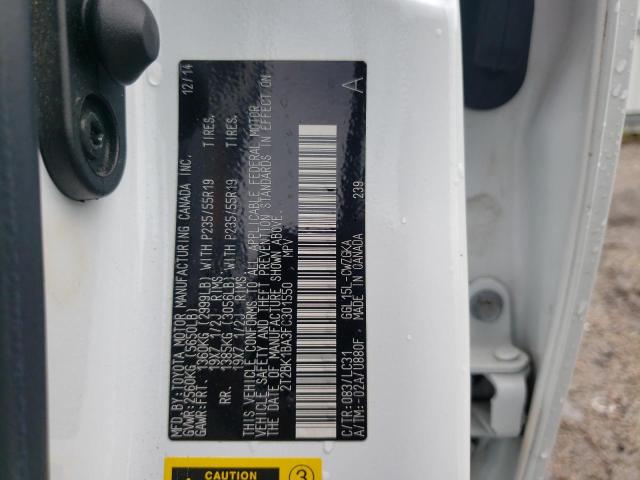 MFD. BY: TOYOTA MOTOR MANUFACTURING CANADA INC. 12/14
GVWR: 2560KG (5650LB)
GAWR: FRT. 1360KG (2999LB) WITH P235/55R19 TIRES,
19X7 1/2J RIMS
RR. 1385KG (3056LB) WITH P235/55R19 TIRES,
19X7 1/2J RIMS
THIS VEHICLE CONFORMS TO ALL APPLICABLE FEDERAL MOTOR
VEHICLE SAFETY AND THEFT PREVENTION STANDARDS IN EFFECT ON
THE DATE OF MANUFACTURE SHOWN ABOVE.
2T2BK1BA3FC301550 MPV A
C/TR: 083/LC31 GGL15L-CWZGKA 239
A/TM: -02A/U880F MADE IN CANADA
CAUTION 3